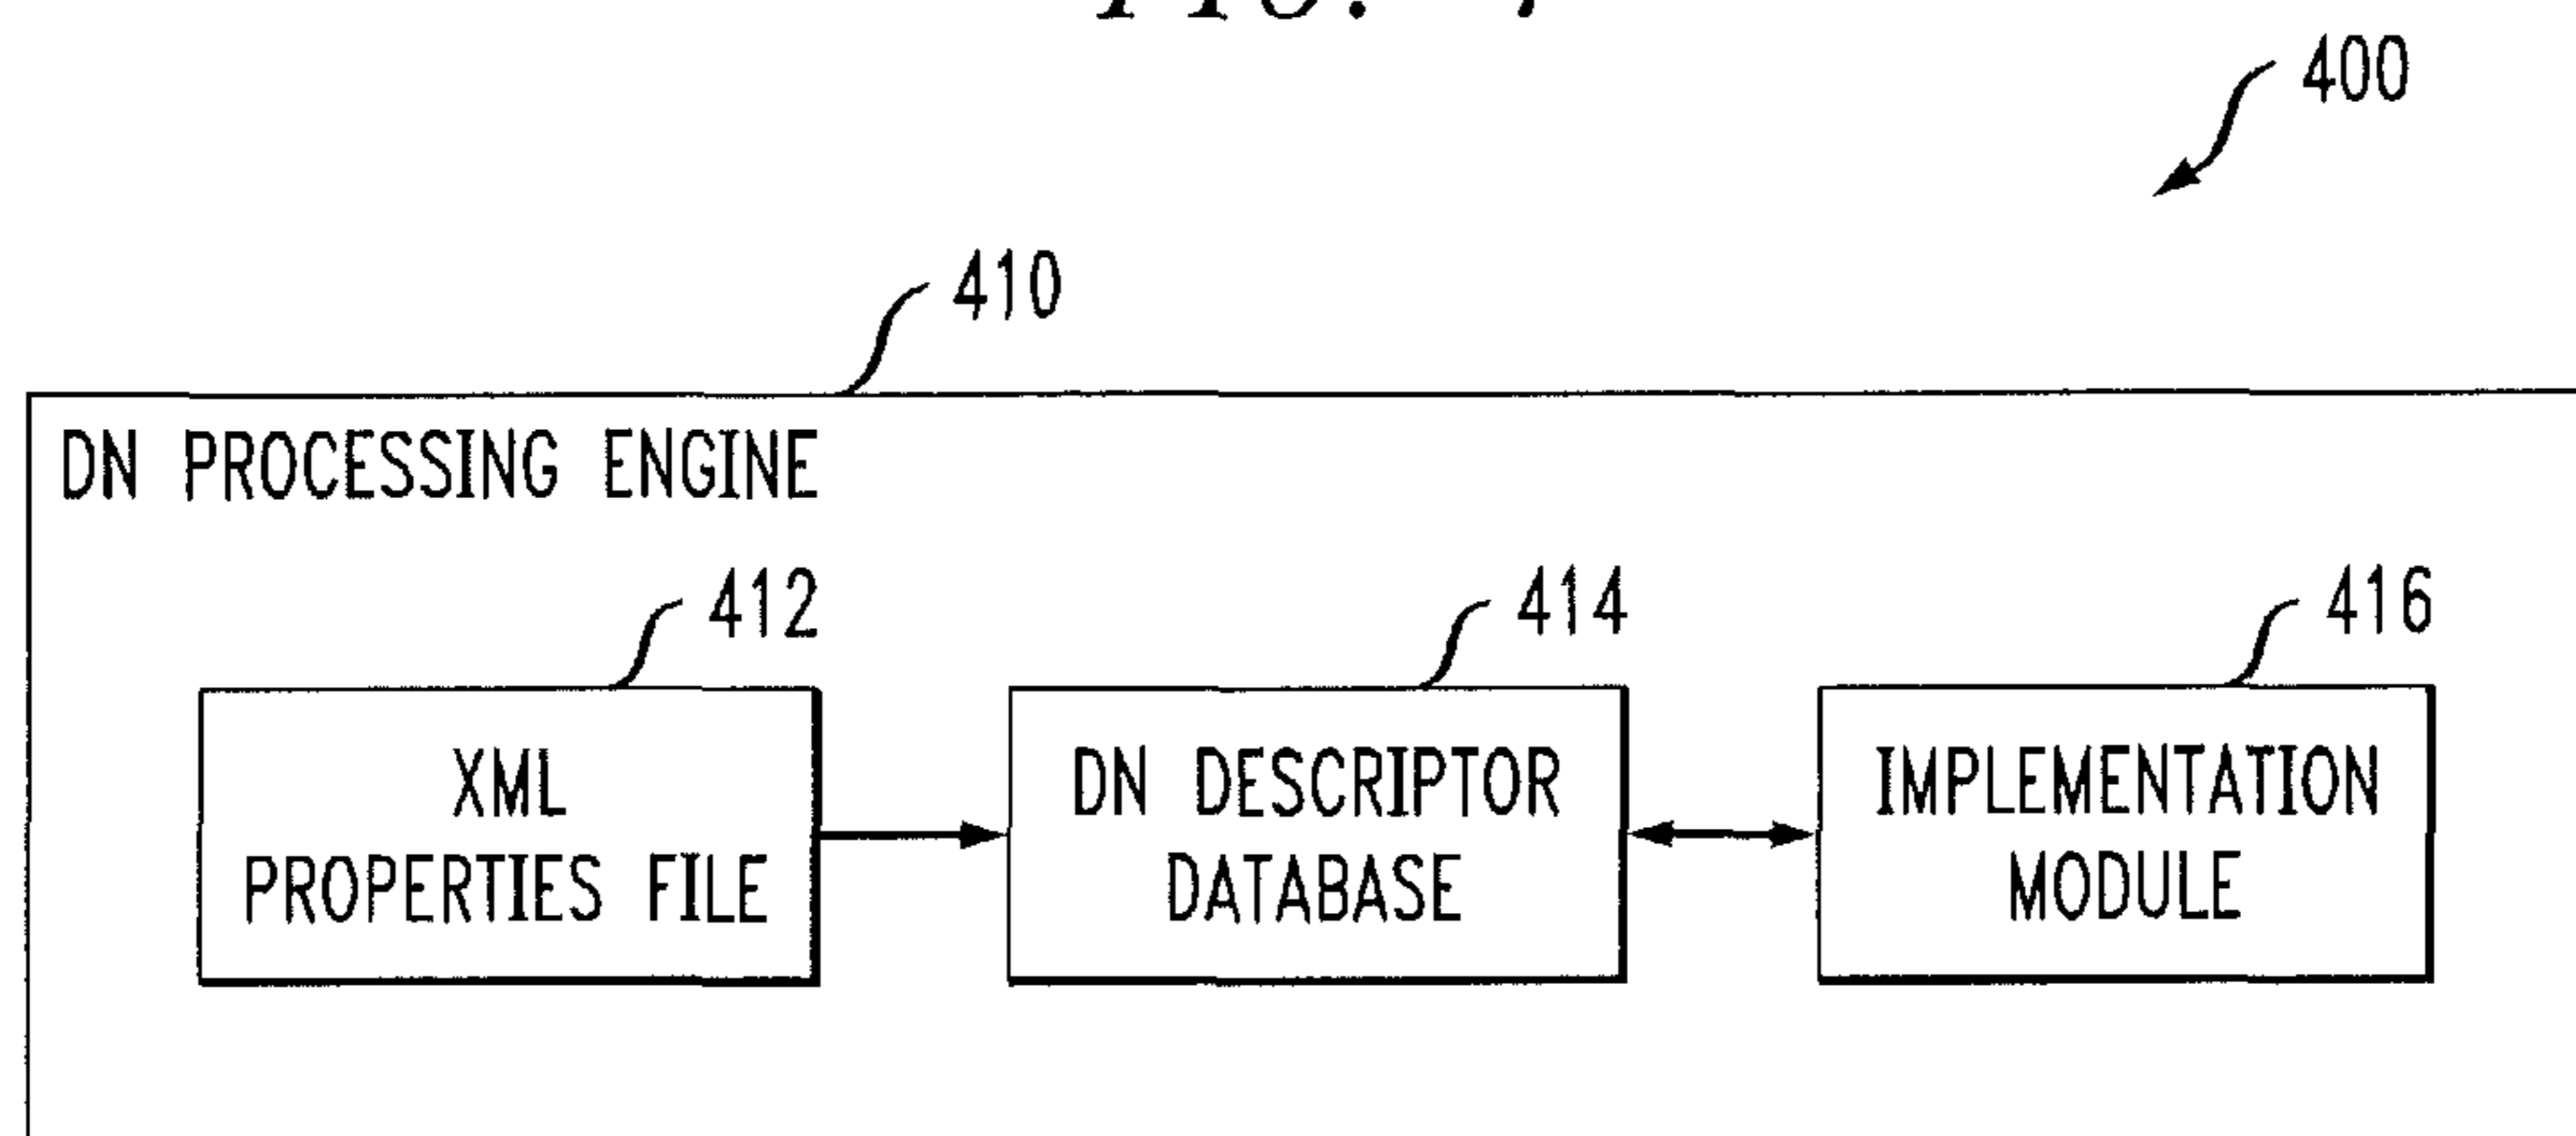 400
410
DN PROCESSING ENGINE
412
414
416
XML
PROPERTIES FILE
DN DESCRIPTOR
DATABASE
IMPLEMENTATION
MODULE